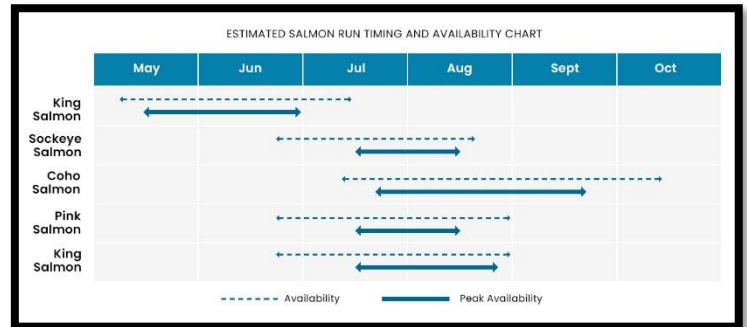 ESTIMATED SALMON RUN TIMING AND AVAILABILITY CHART
May Jun Jul Aug Sept Oct
King
Salmon
Sockeye
Salmon
Coho
Salmon
Pink
Salmon
King
Salmon
Availability Peak Availability